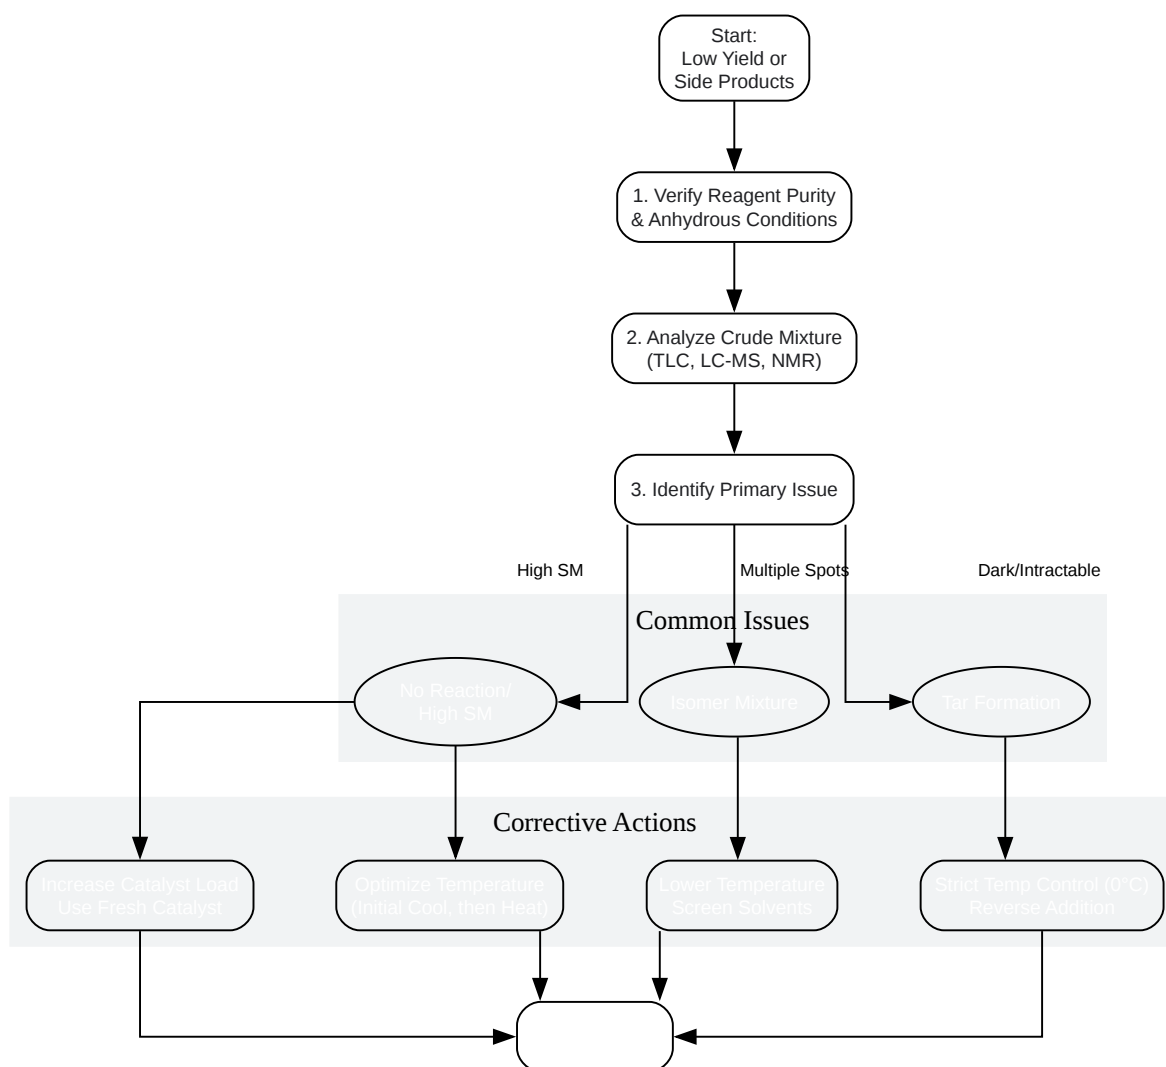 Start:
Low Yield or
Side Products
1. Verify Reagent Purity
& Anhydrous Conditions
2. Analyze Crude Mixture
(TLC, LC-MS, NMR)
3. Identify Primary Issue
High SM
Multiple Spots
Dark/Intractable
Common Issues
No Reaction/
High SM
Isomer Mixture
Tar Formation
Corrective Actions
Increase Catalyst Load
Use Fresh Catalyst
Optimize Temperature
(Initial Cool, then Heat)
Lower Temperature
Screen Solvents
Strict Temp Control (0°C)
Reverse Addition